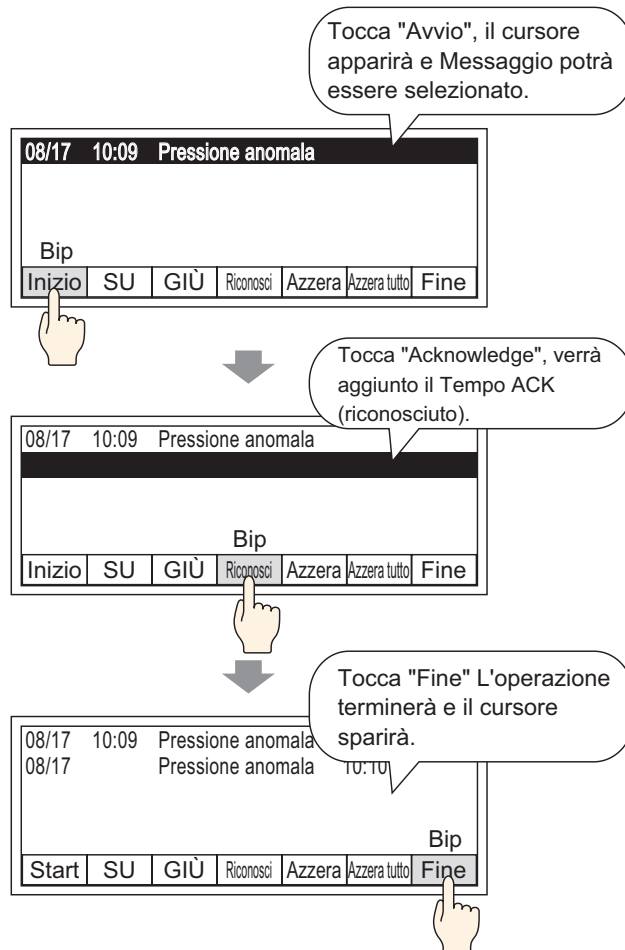 Tocca "Avvio", il cursore
apparirà e Messaggio potrà
essere selezionato.
08/17 10:09 Pressione anomala
Bip
Inizio SU GIÙ Riconosci Azzera Azzera tutto Fine
Tocca "Acknowledge", verrà
aggiunto il Tempo ACK
(riconosciuto).
08/17 10:09 Pressione anomala
Bip
Inizio SU GIÙ Riconosci Azzera Azzera tutto Fine
Tocca "Fine" L'operazione
terminerà e il cursore
sparirà.
08/17 10:09 Pressione anomala
08/17 Pressione anomala 10:10
Bip
Start SU GIÙ Riconosci Azzera Azzera tutto Fine